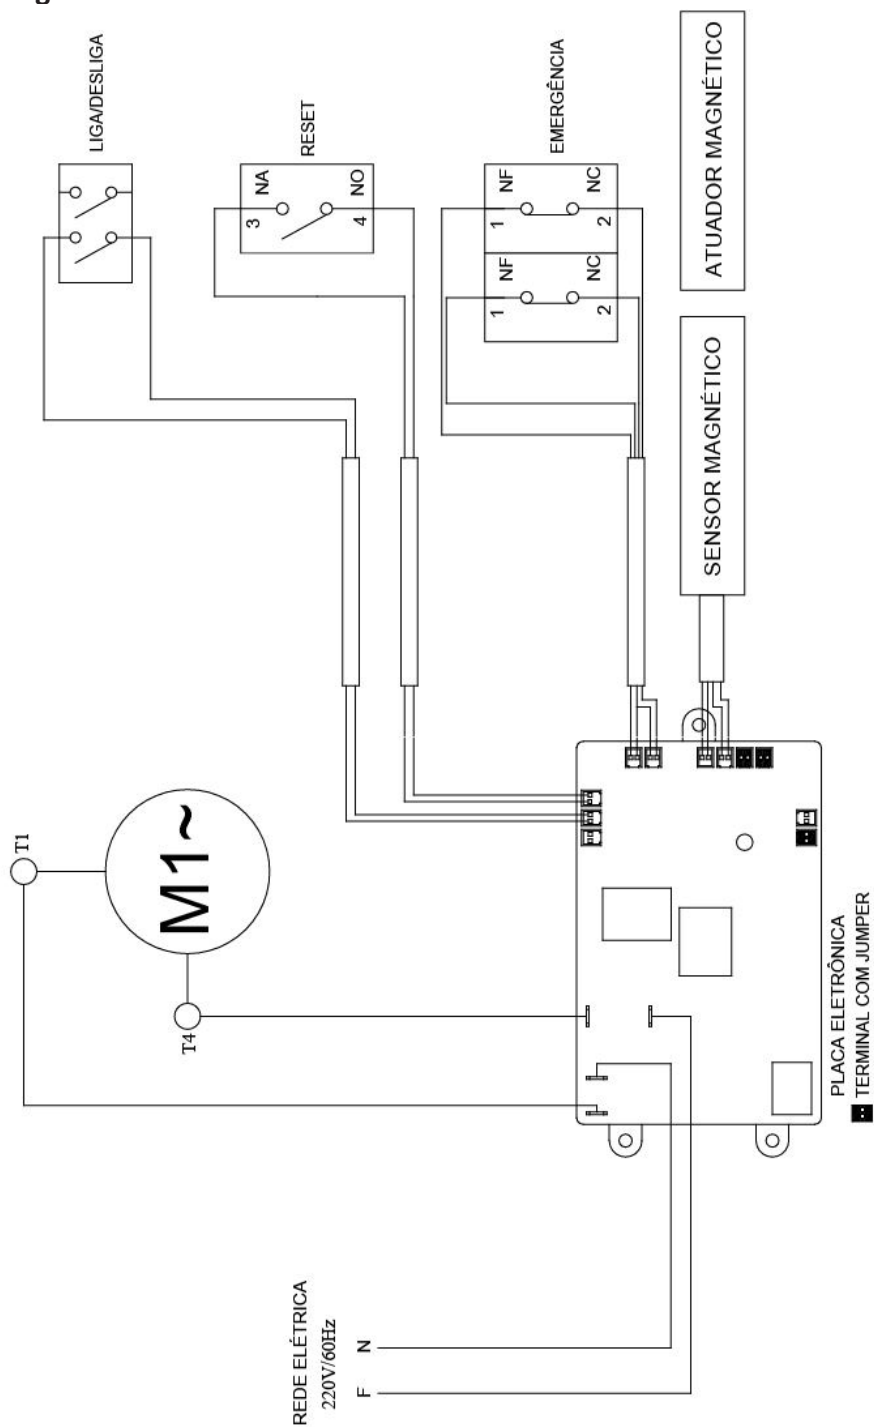 g
LIGA/DESLIGA
RESET
3
NA
4
NO
EMERGÊNCIA
1
NF
2
NC
1
NF
2
NC
ATUADOR MAGNÉTICO
SENSOR MAGNÉTICO
T1
M1~
T4
PLACA ELETRÔNICA
TERMINAL COM JUMPER
REDE ELÉTRICA
220V/60Hz
N
F